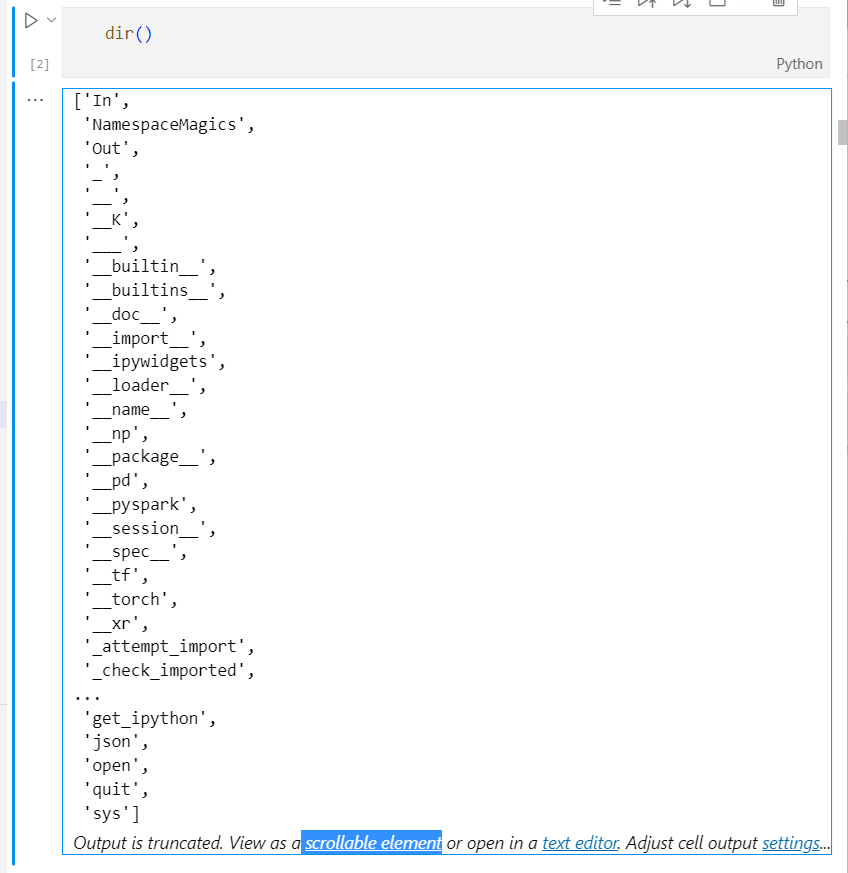 dir()
[2]
Python
...
['In',
'NamespaceMagics',
'Out',
'_',
'__',
'__K',
'___',
'__builtin__',
'__builtins__',
'__doc__',
'__import__',
'__ipywidgets',
'__loader__',
'__name__',
'__np',
'__package__',
'__pd',
'__pyspark',
'__session__',
'__spec__',
'__tf',
'__torch',
'__xr',
'_attempt_import',
'_check_imported',
...
'get_ipython',
'json',
'open',
'quit',
'sys']
Output is truncated. View as a scrollable element or open in a text editor. Adjust cell output settings...